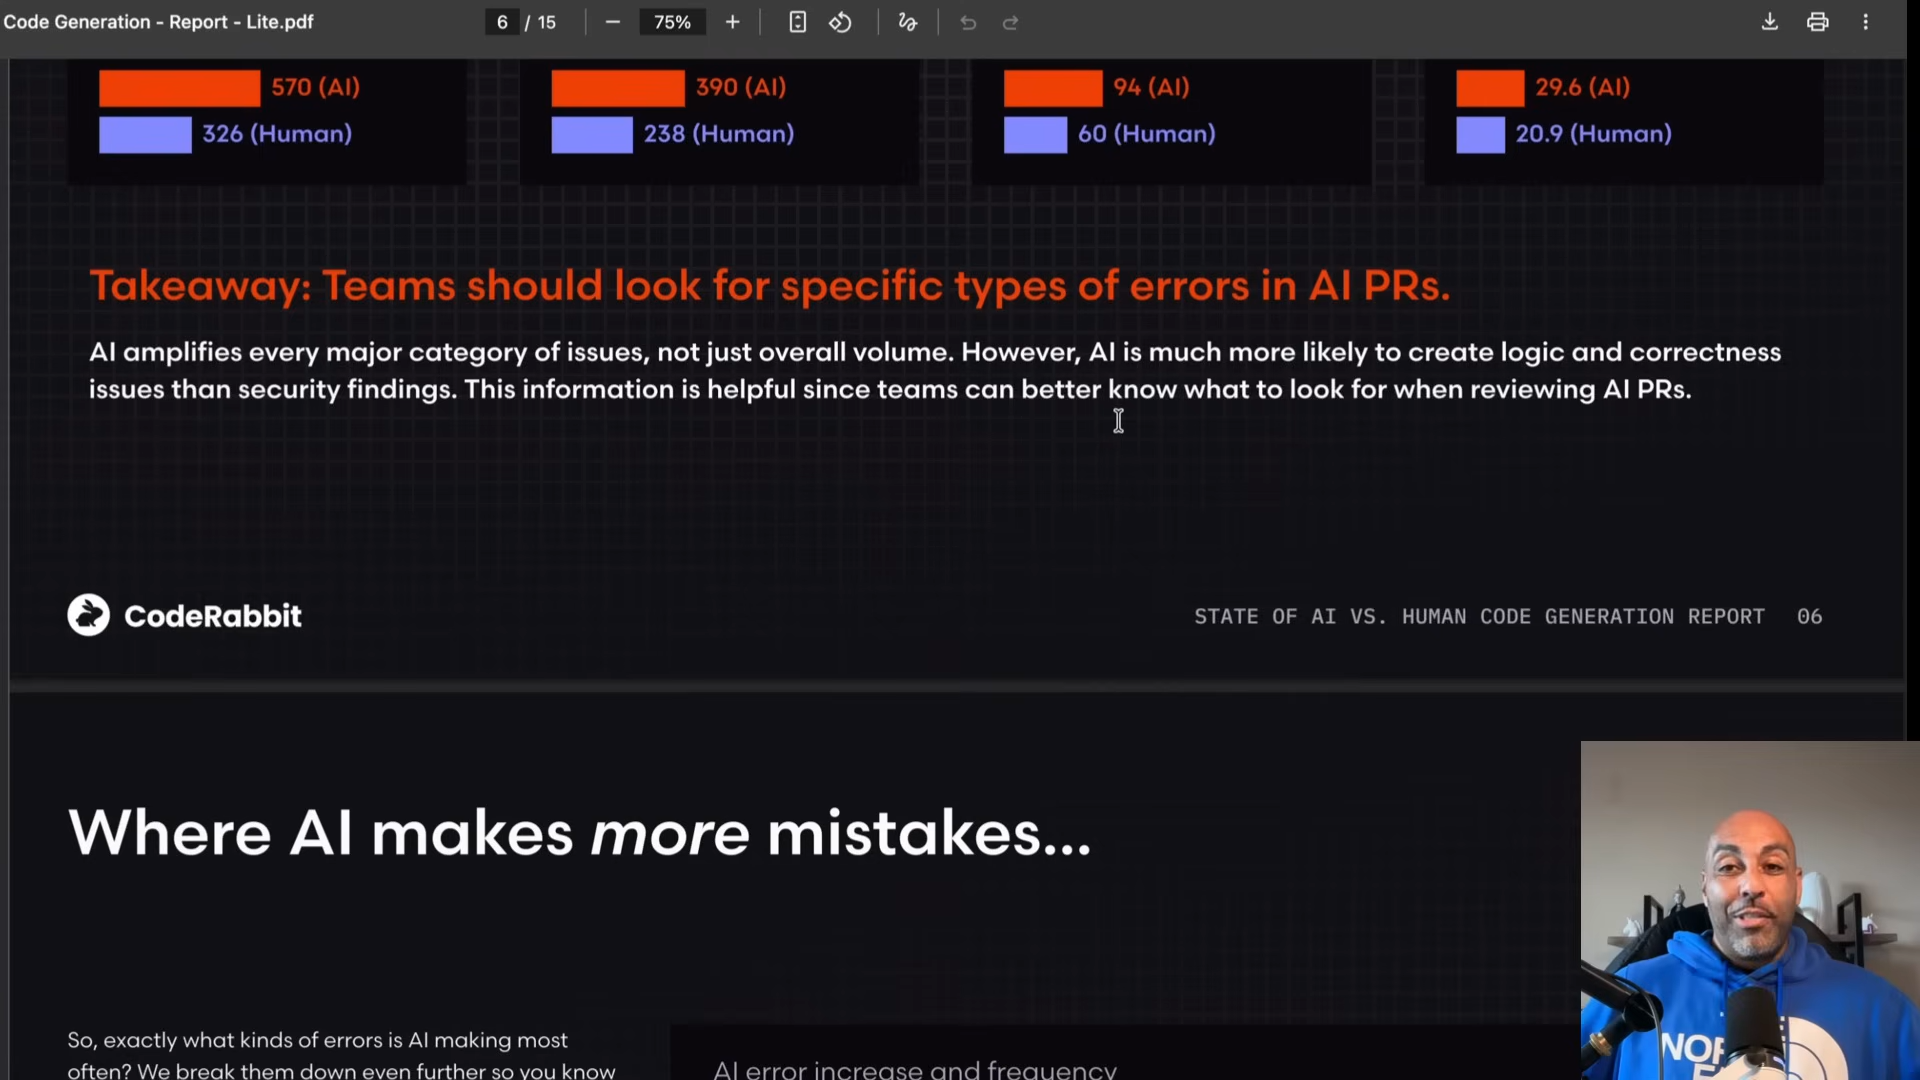 Code Generation - Report - Lite.pdf
6 / 15
75%
570 (AI)
326 (Human)
390 (AI)
238 (Human)
94 (AI)
60 (Human)
29.6 (AI)
20.9 (Human)
Takeaway: Teams should look for specific types of errors in AI PRs.
AI amplifies every major category of issues, not just overall volume. However, AI is much more likely to create logic and correctness
issues than security findings. This information is helpful since teams can better know what to look for when reviewing AI PRs.
CodeRabbit
STATE OF AI VS. HUMAN CODE GENERATION REPORT 06
Where AI makes more mistakes...
So, exactly what kinds of errors is AI making most
often? We break them down even further so you know
AI error increase and frequency